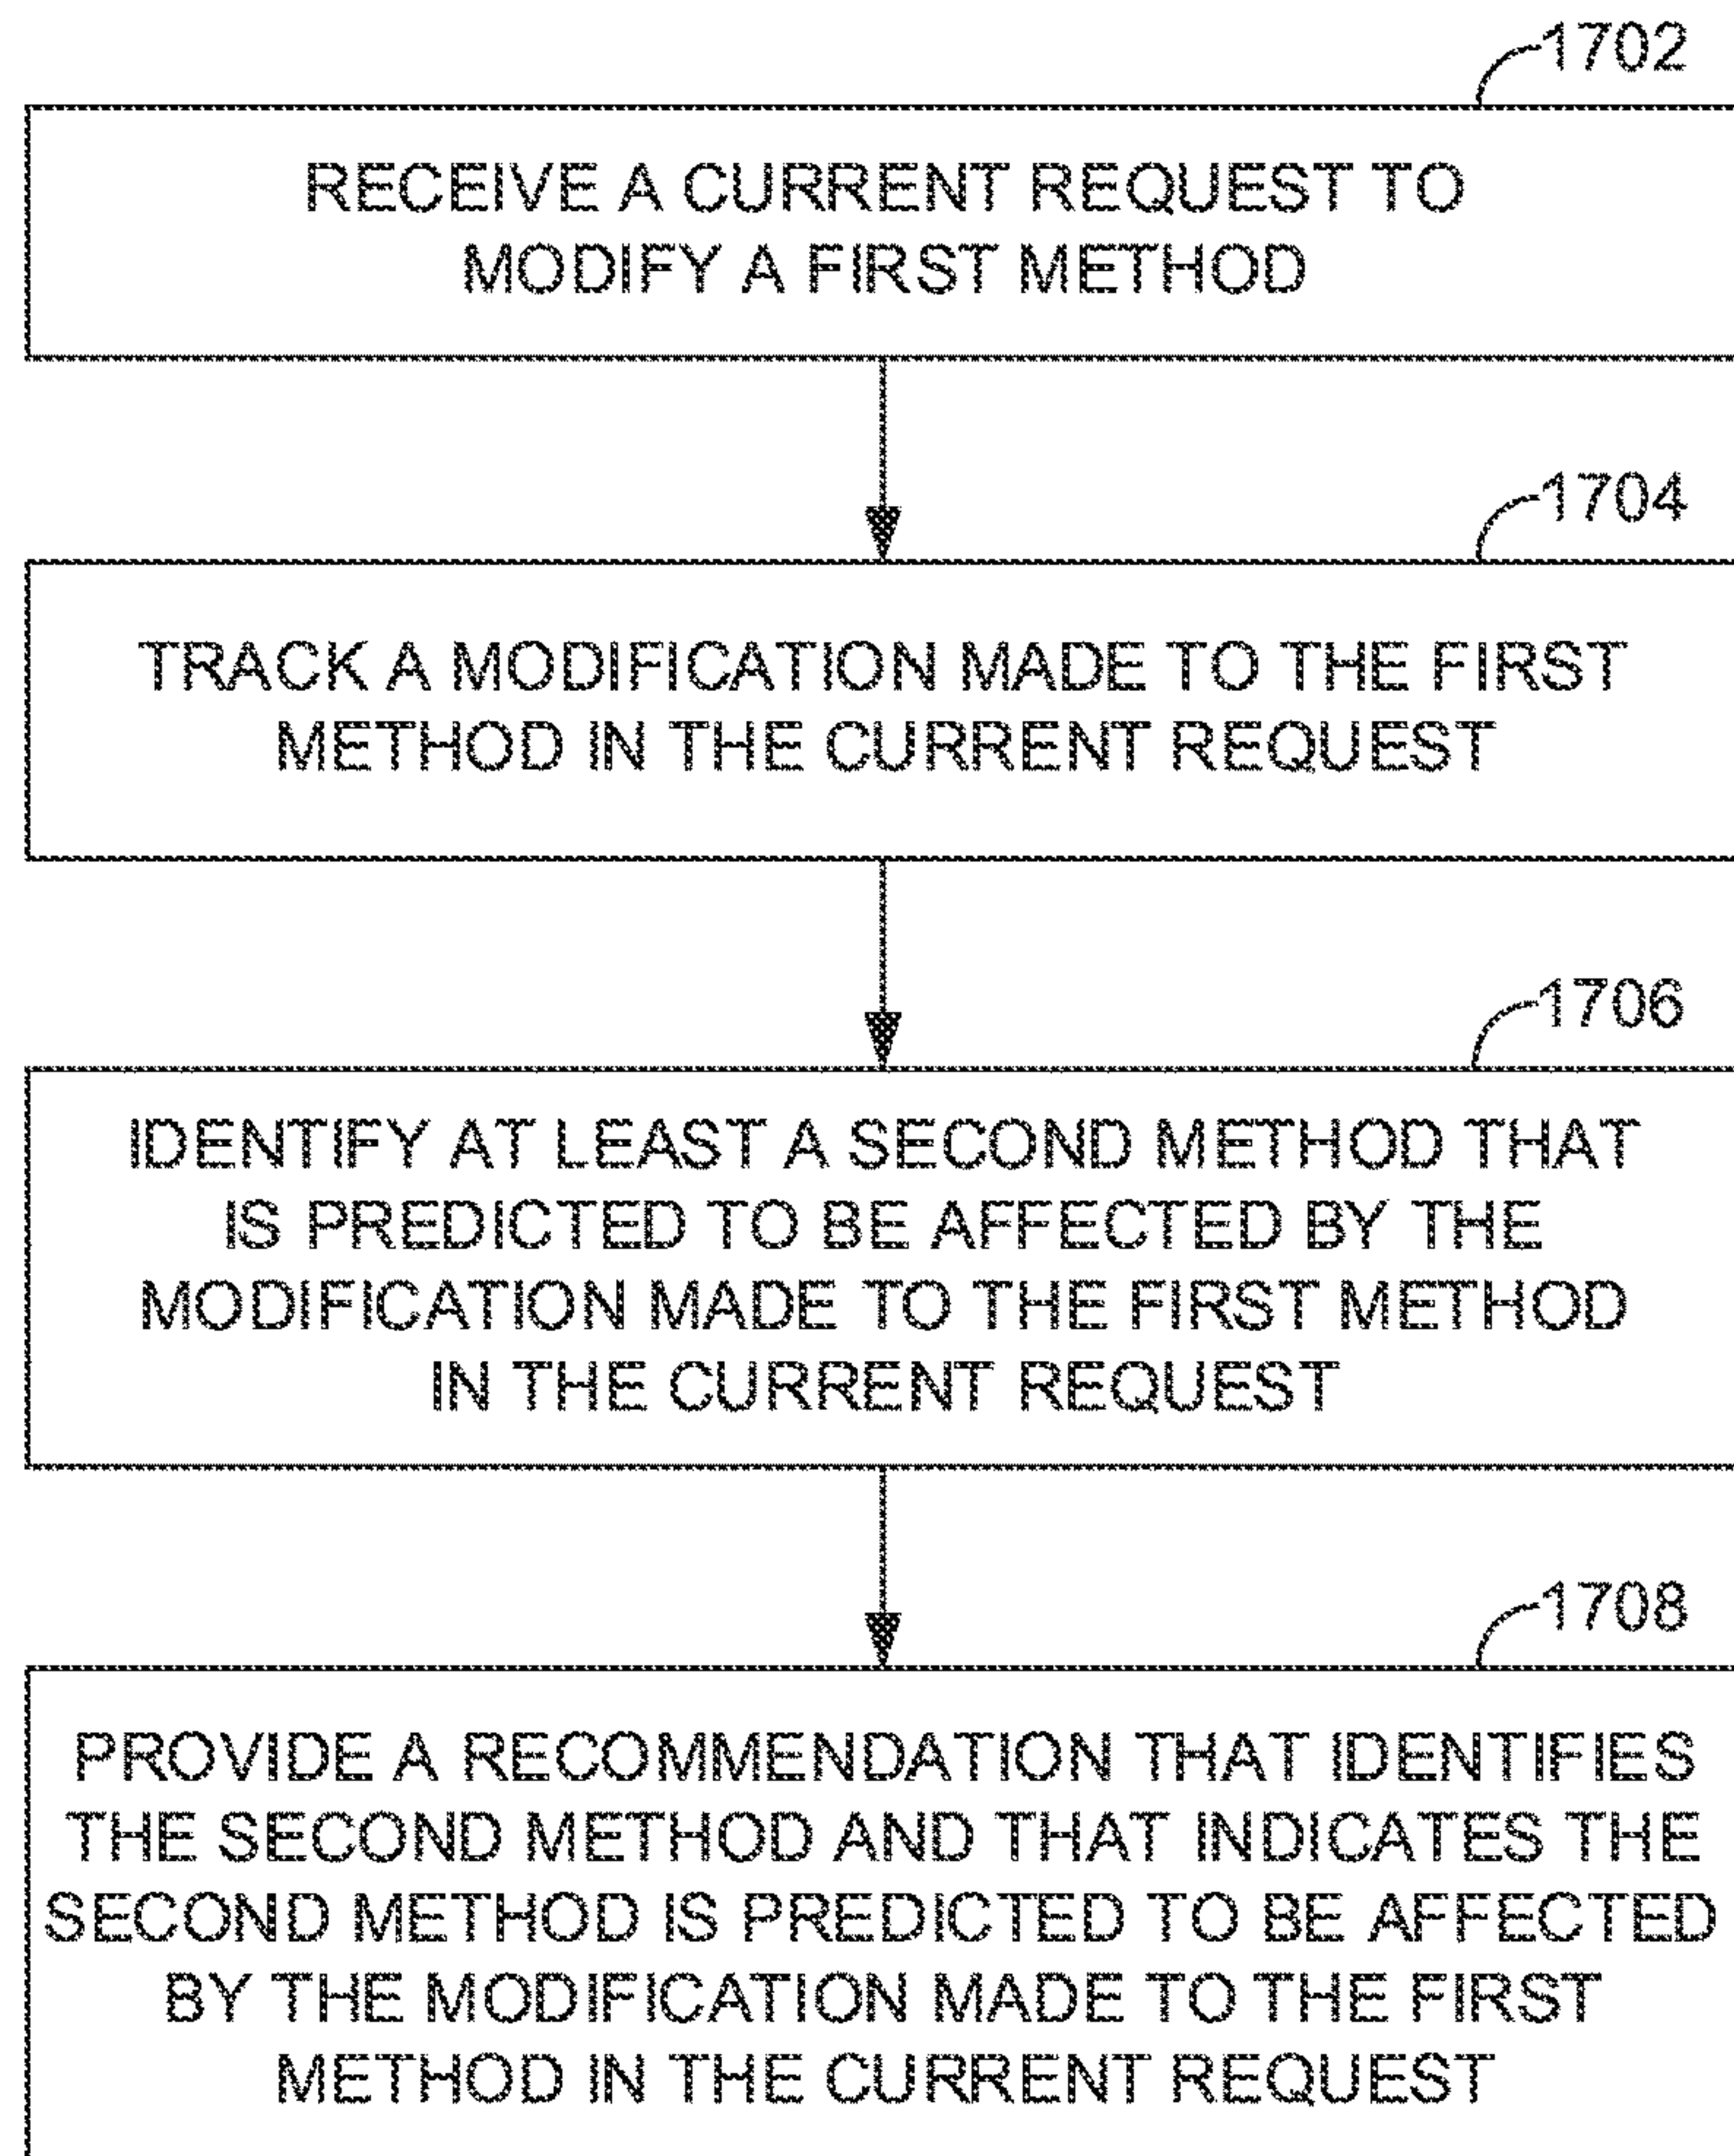 1702
RECEIVE A CURRENT REQUEST TO
MODIFY A FIRST METHOD
1704
TRACK A MODIFICATION MADE TO THE FIRST
METHOD IN THE CURRENT REQUEST
1706
IDENTIFY AT LEAST A SECOND METHOD THAT
IS PREDICTED TO BE AFFECTED BY THE
MODIFICATION MADE TO THE FIRST METHOD
IN THE CURRENT REQUEST
1708
PROVIDE A RECOMMENDATION THAT IDENTIFIES
THE SECOND METHOD AND THAT INDICATES THE
SECOND METHOD IS PREDICTED TO BE AFFECTED
BY THE MODIFICATION MADE TO THE FIRST
METHOD IN THE CURRENT REQUEST